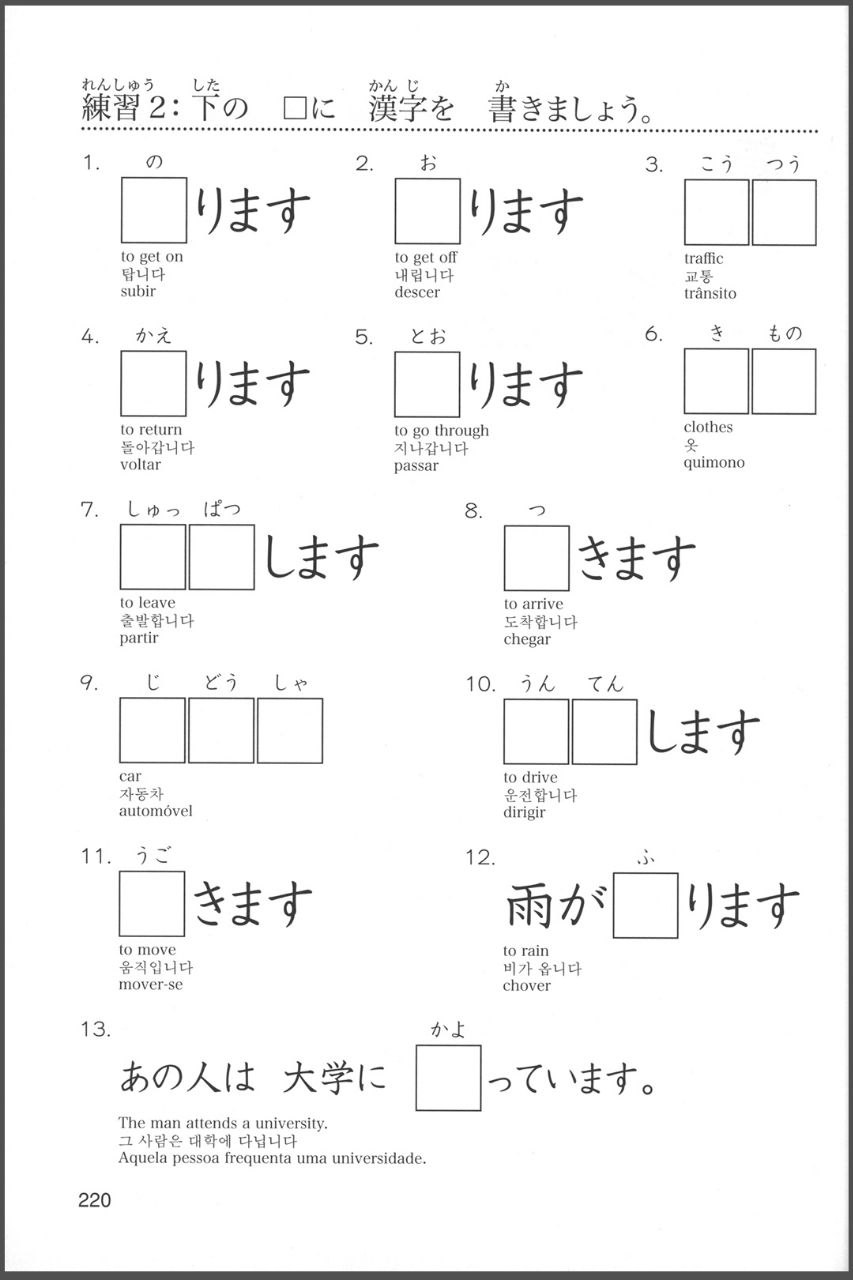 れんしゅう した かん じ か
練習2: 下の □に 漢字を 書きましょう。
1. の
□ります
to get on
탑니다
subir
2. お
□ります
to get off
내립니다
descer
3. こう つう
□□
traffic
교통
trânsito
4. かえ
□ります
to return
돌아갑니다
voltar
5. とお
□ります
to go through
지나갑니다
passar
6. き もの
□□
clothes
옷
quimono
7. しゅっ ぱつ
□□します
to leave
출발합니다
partir
8. つ
□きます
to arrive
도착합니다
chegar
9. じ どう しゃ
□□□
car
자동차
automóvel
10. うん てん
□□します
to drive
운전합니다
dirigir
11. うご
□きます
to move
움직입니다
mover-se
12. ふ
雨が□ります
to rain
비가 옵니다
chover
13. かよ
あの人は 大学に □っています。
The man attends a university.
그 사람은 대학에 다닙니다
Aquela pessoa frequenta uma universidade.
220